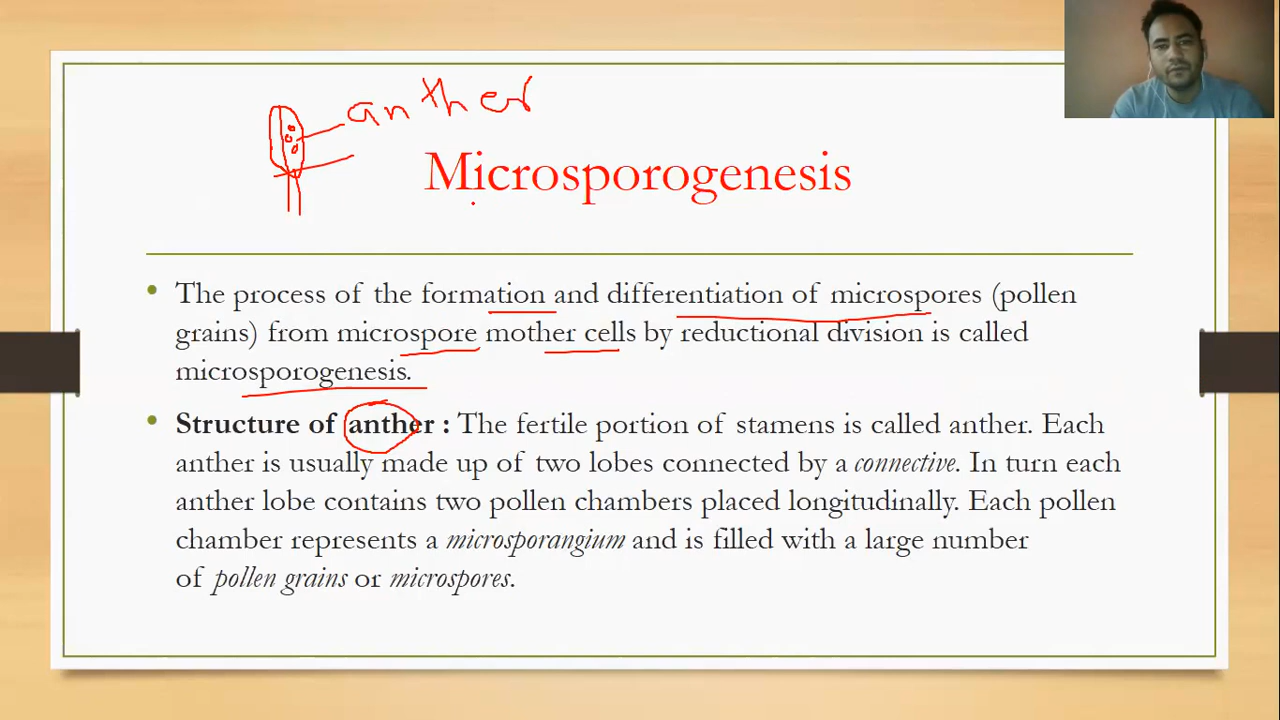 anther
Microsporogenesis
• The process of the formation and differentiation of microspores (pollen
grains) from microspore mother cells by reductional division is called
microsporogenesis.
• Structure of anther : The fertile portion of stamens is called anther. Each
anther is usually made up of two lobes connected by a connective. In turn each
anther lobe contains two pollen chambers placed longitudinally. Each pollen
chamber represents a microsporangium and is filled with a large number
of pollen grains or microspores.